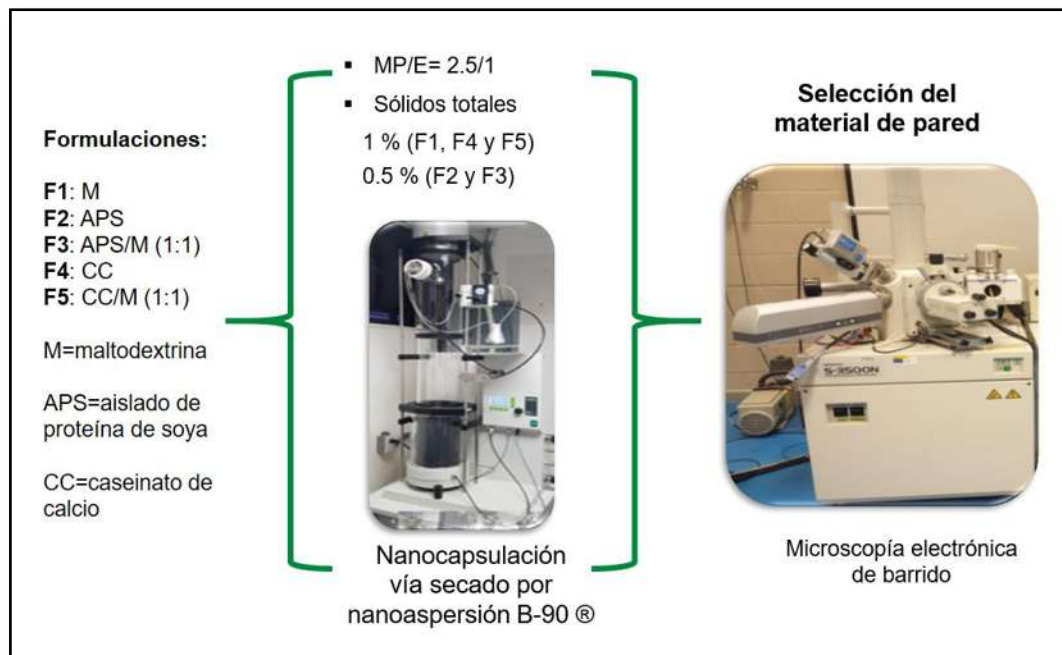 Formulaciones:
F1: M
F2: APS
F3: APS/M (1:1)
F4: CC
F5: CC/M (1:1)
M=maltodextrina
APS=aislado de
proteína de soya
CC=caseinato de
calcio
▪ MP/E= 2.5/1
▪ Sólidos totales
1 % (F1, F4 y F5)
0.5 % (F2 y F3)
Nanocapsulación
vía secado por
nanoaspersión B-90 ®
Selección del
material de pared
S-3500N
Microscopía electrónica
de barrido